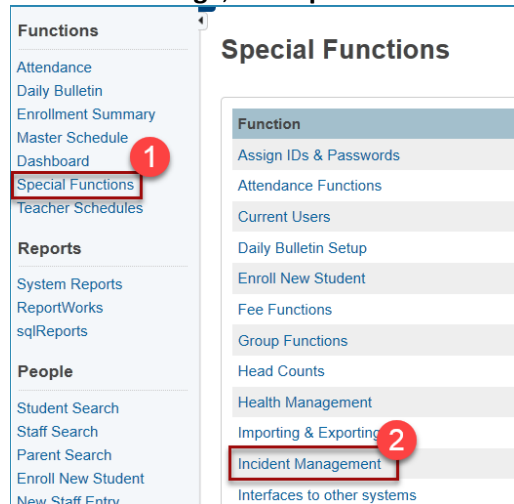 Functions
Attendance
Daily Bulletin
Enrollment Summary
Master Schedule
Dashboard
1
Special Functions
Teacher Schedules
Reports
System Reports
ReportWorks
sqlReports
People
Student Search
Staff Search
Parent Search
Enroll New Student
New Staff Entry
Special Functions
Function
Assign IDs & Passwords
Attendance Functions
Current Users
Daily Bulletin Setup
Enroll New Student
Fee Functions
Group Functions
Head Counts
Health Management
Importing & Exporting
2
Incident Management
Interfaces to other systems